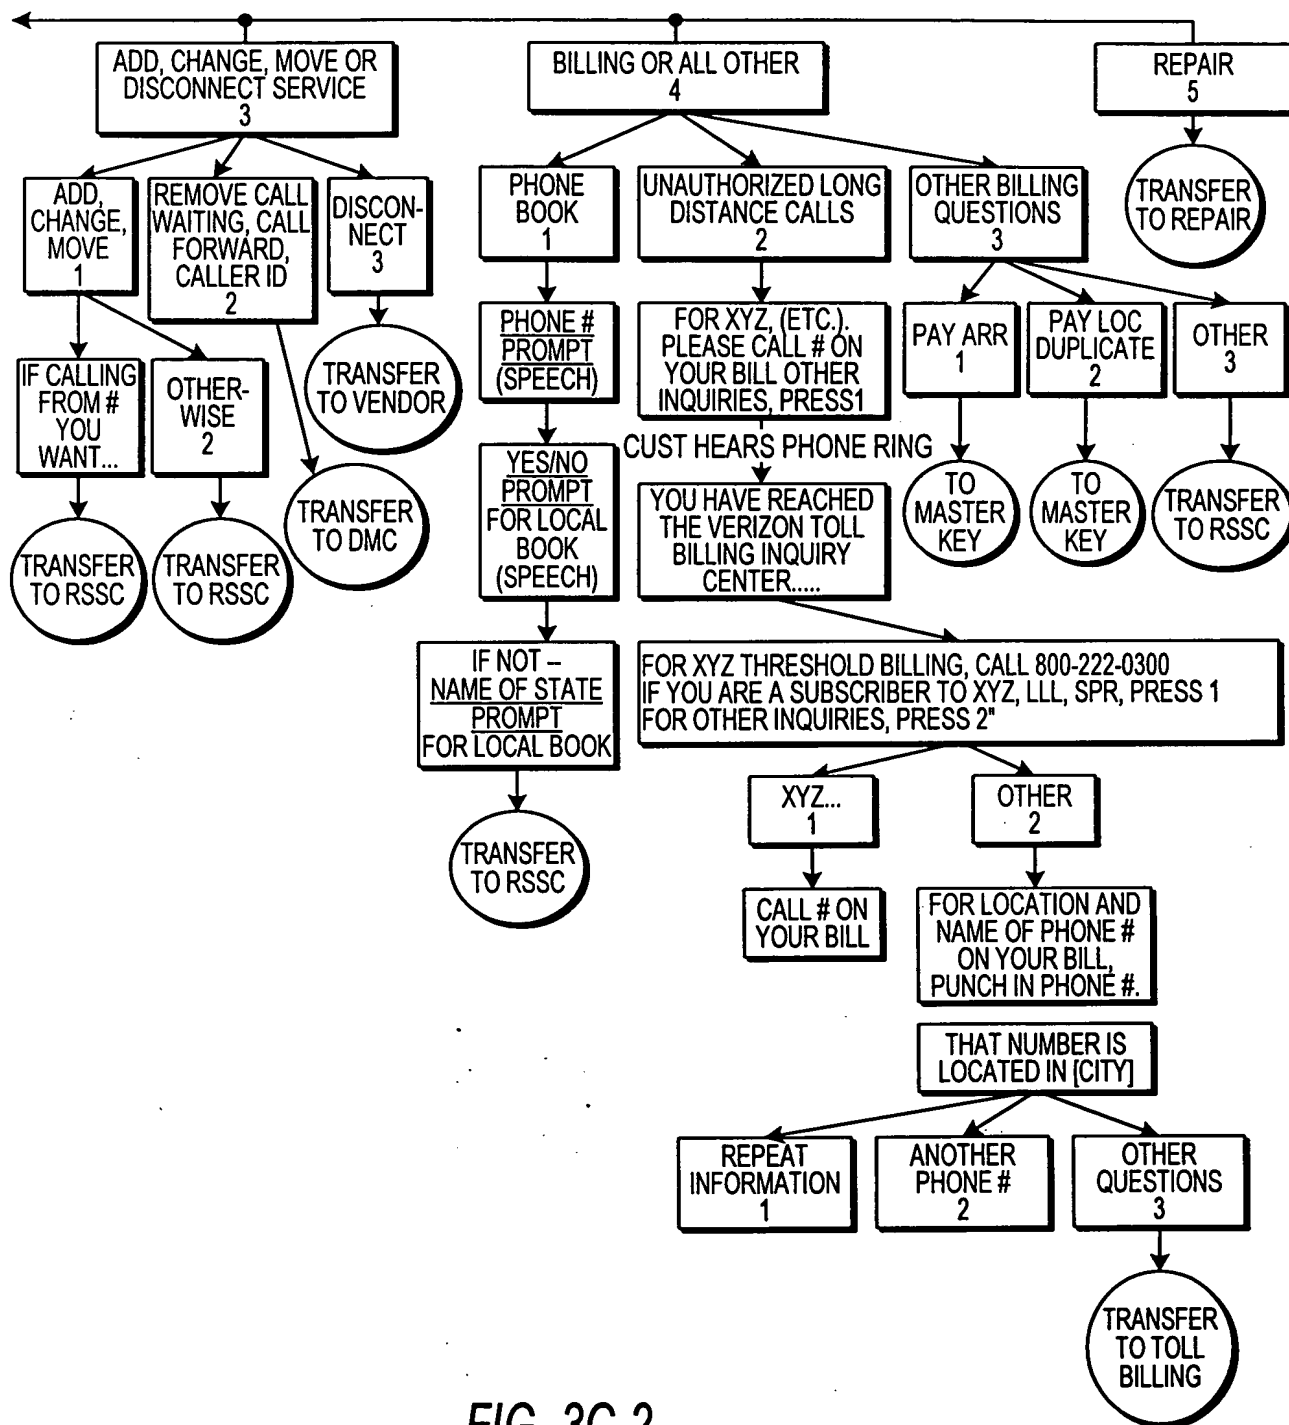 ADD, CHANGE, MOVE OR
DISCONNECT SERVICE
3
BILLING OR ALL OTHER
4
REPAIR
5
ADD,
CHANGE,
MOVE
1
REMOVE CALL
WAITING, CALL
FORWARD,
CALLER ID
2
DISCON-
NECT
3
PHONE
BOOK
1
UNAUTHORIZED LONG
DISTANCE CALLS
2
OTHER BILLING
QUESTIONS
3
TRANSFER
TO REPAIR
IF CALLING
FROM #
YOU
WANT...
OTHER-
WISE
2
TRANSFER
TO VENDOR
PHONE #
PROMPT
(SPEECH)
FOR XYZ, (ETC.).
PLEASE CALL # ON
YOUR BILL OTHER
INQUIRIES, PRESS1
PAY ARR
1
PAY LOC
DUPLICATE
2
OTHER
3
TRANSFER
TO RSSC
TRANSFER
TO RSSC
TRANSFER
TO DMC
YES/NO
PROMPT
FOR LOCAL
BOOK
(SPEECH)
CUST HEARS PHONE RING
YOU HAVE REACHED
THE VERIZON TOLL
BILLING INQUIRY
CENTER.....
TO
MASTER
KEY
TO
MASTER
KEY
TRANSFER
TO RSSC
IF NOT –
NAME OF STATE
PROMPT
FOR LOCAL BOOK
FOR XYZ THRESHOLD BILLING, CALL 800-222-0300
IF YOU ARE A SUBSCRIBER TO XYZ, LLL, SPR, PRESS 1
FOR OTHER INQUIRIES, PRESS 2"
TRANSFER
TO RSSC
XYZ...
1
OTHER
2
CALL # ON
YOUR BILL
FOR LOCATION AND
NAME OF PHONE #
ON YOUR BILL,
PUNCH IN PHONE #.
THAT NUMBER IS
LOCATED IN [CITY]
REPEAT
INFORMATION
1
ANOTHER
PHONE #
2
OTHER
QUESTIONS
3
TRANSFER
TO TOLL
BILLING
FIG. 3C-2